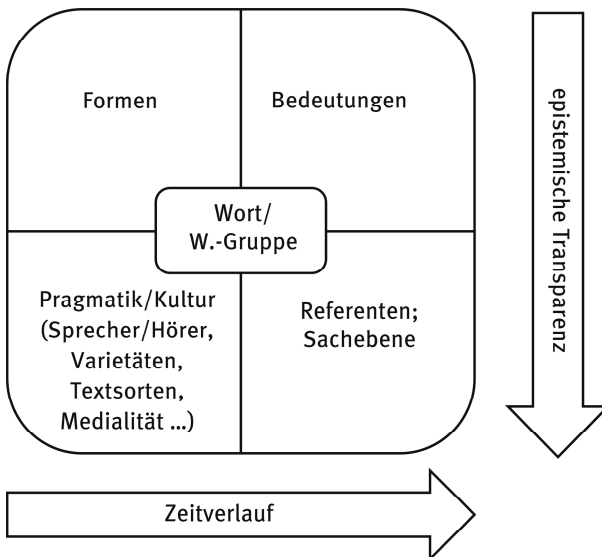 Formen
Bedeutungen
Wort/
W.-Gruppe
Pragmatik/Kultur
(Sprecher/Hörer,
Varietäten,
Textsorten,
Medialität ...)
Referenten;
Sachebene
epistemische Transparenz
Zeitverlauf